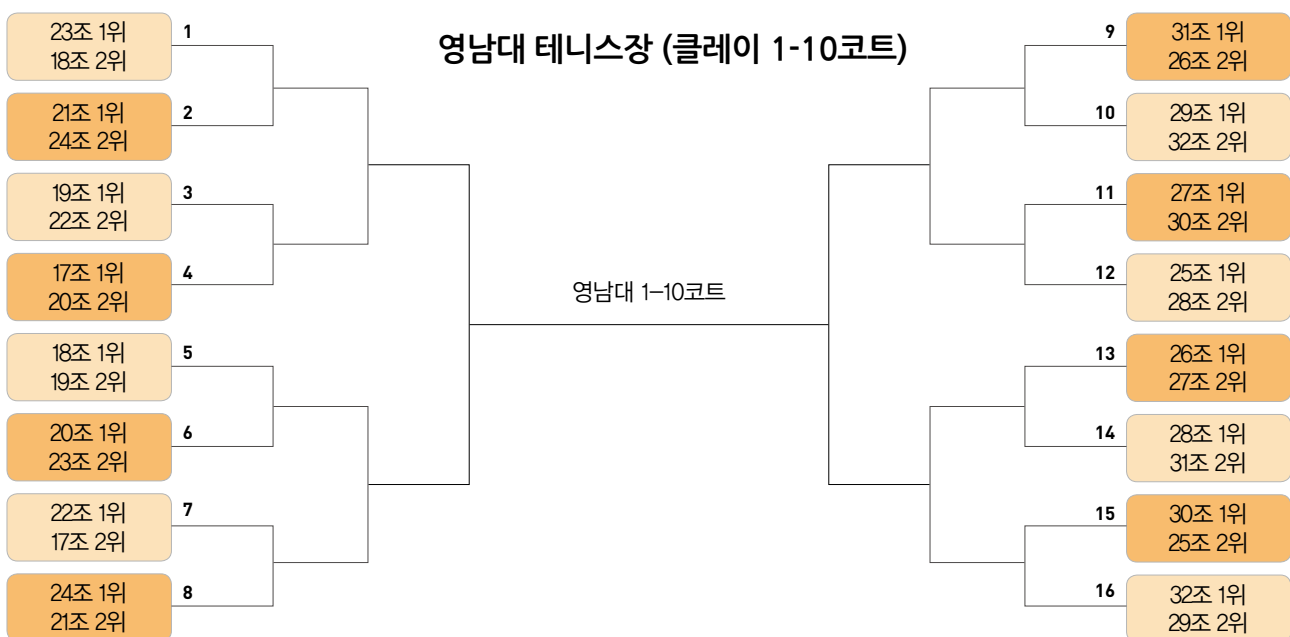 영남대 테니스장 (클레이 1-10코트)
23조 1위
18조 2위
1
21조 1위
24조 2위
2
19조 1위
22조 2위
3
17조 1위
20조 2위
4
18조 1위
19조 2위
5
20조 1위
23조 2위
6
22조 1위
17조 2위
7
24조 1위
21조 2위
8
영남대 1–10코트
9
31조 1위
26조 2위
10
29조 1위
32조 2위
11
27조 1위
30조 2위
12
25조 1위
28조 2위
13
26조 1위
27조 2위
14
28조 1위
31조 2위
15
30조 1위
25조 2위
16
32조 1위
29조 2위